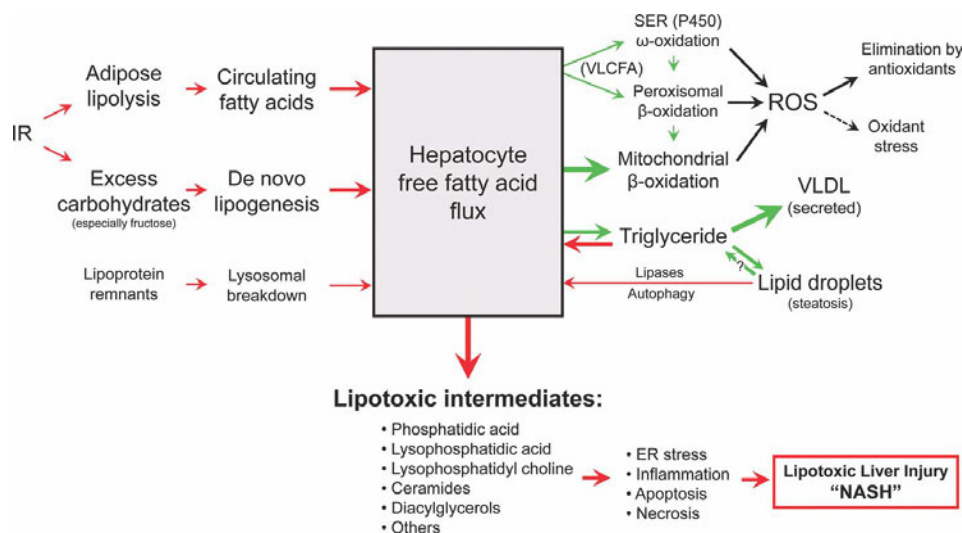 IR
Adipose
lipolysis
Circulating
fatty acids
Excess
carbohydrates
(especially fructose)
De novo
lipogenesis
Lipoprotein
remnants
Lysosomal
breakdown
Hepatocyte
free fatty acid
flux
SER (P450)
ω-oxidation
(VLCFA)
Peroxisomal
β-oxidation
Mitochondrial
β-oxidation
ROS
Elimination by
antioxidants
Oxidant
stress
Triglyceride
VLDL
(secreted)
?
Lipases
Autophagy
Lipid droplets
(steatosis)
Lipotoxic intermediates:
• Phosphatidic acid
• Lysophosphatidic acid
• Lysophosphatidyl choline
• Ceramides
• Diacylglycerols
• Others
• ER stress
• Inflammation
• Apoptosis
• Necrosis
Lipotoxic Liver Injury
“NASH”